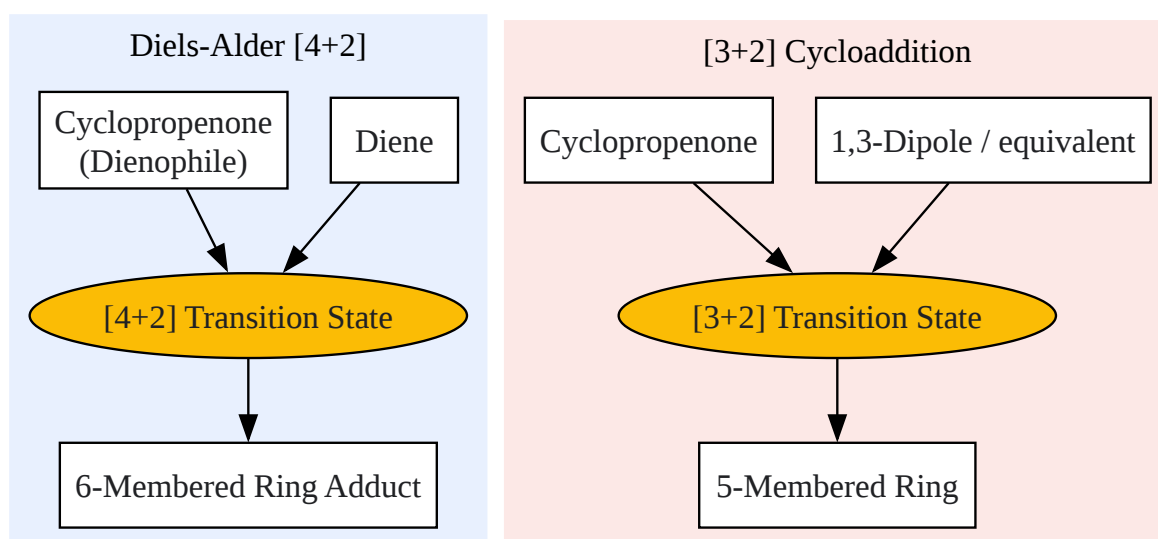 Diels-Alder [4+2]
Cyclopropenone
(Dienophile)
Diene
[4+2] Transition State
6-Membered Ring Adduct
[3+2] Cycloaddition
Cyclopropenone
1,3-Dipole / equivalent
[3+2] Transition State
5-Membered Ring